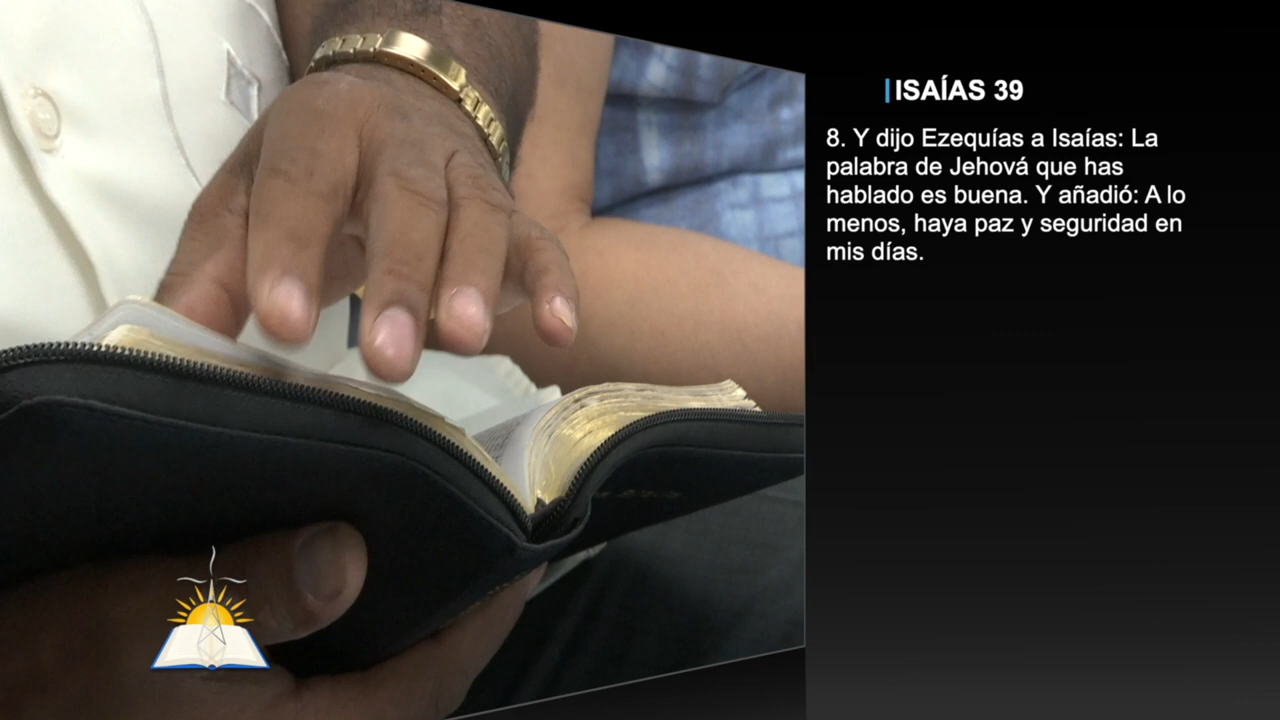 ISAÍAS 39
8. Y dijo Ezequías a Isaías: La
palabra de Jehová que has
hablado es buena. Y añadió: A lo
menos, haya paz y seguridad en
mis días.